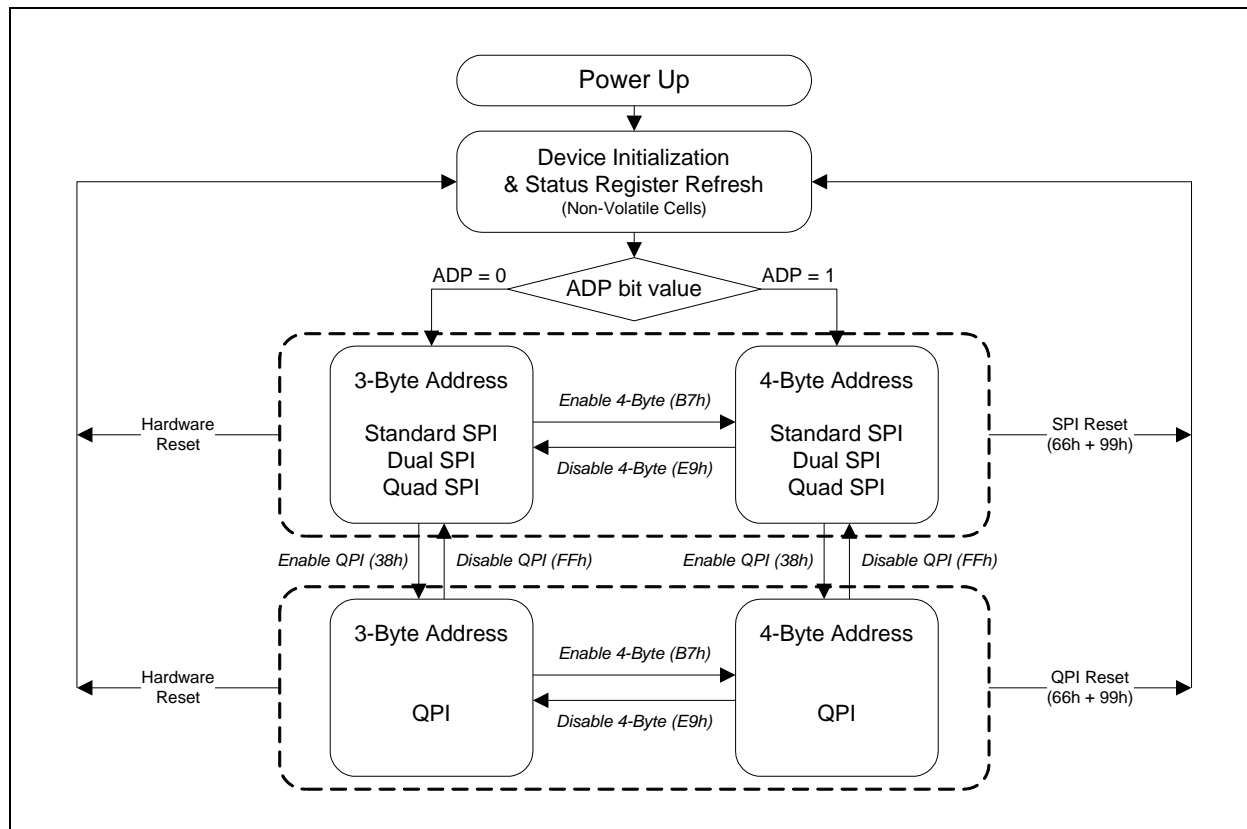 Power Up
Device Initialization
& Status Register Refresh
(Non-Volatile Cells)
ADP = 0
ADP bit value
ADP = 1
3-Byte Address
Standard SPI
Dual SPI
Quad SPI
Enable 4-Byte (B7h)
Disable 4-Byte (E9h)
4-Byte Address
Standard SPI
Dual SPI
Quad SPI
Hardware
Reset
SPI Reset
(66h + 99h)
Enable QPI (38h)
Disable QPI (FFh)
Enable QPI (38h)
Disable QPI (FFh)
3-Byte Address
QPI
Enable 4-Byte (B7h)
Disable 4-Byte (E9h)
4-Byte Address
QPI
Hardware
Reset
QPI Reset
(66h + 99h)